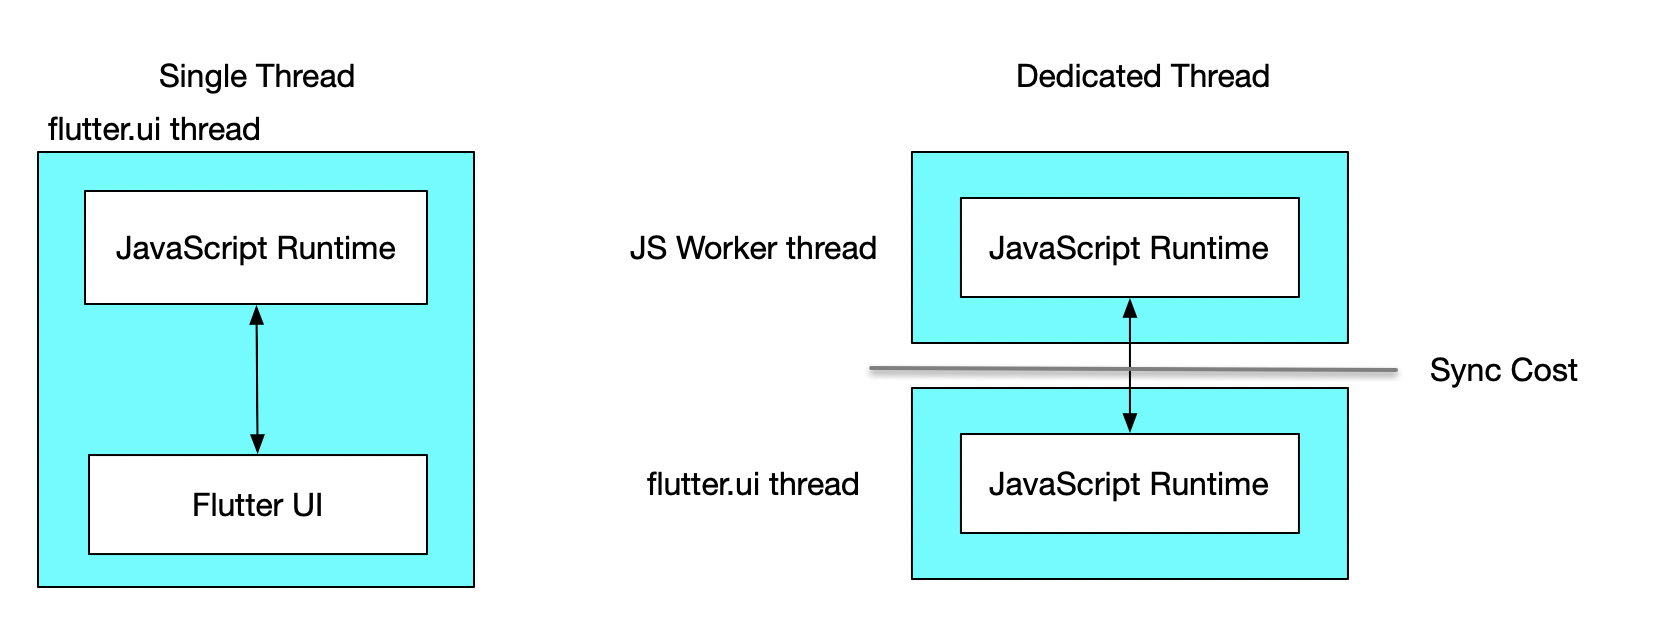 Single Thread
flutter.ui thread
JavaScript Runtime
Flutter UI
Dedicated Thread
JS Worker thread
JavaScript Runtime
Sync Cost
flutter.ui thread
JavaScript Runtime